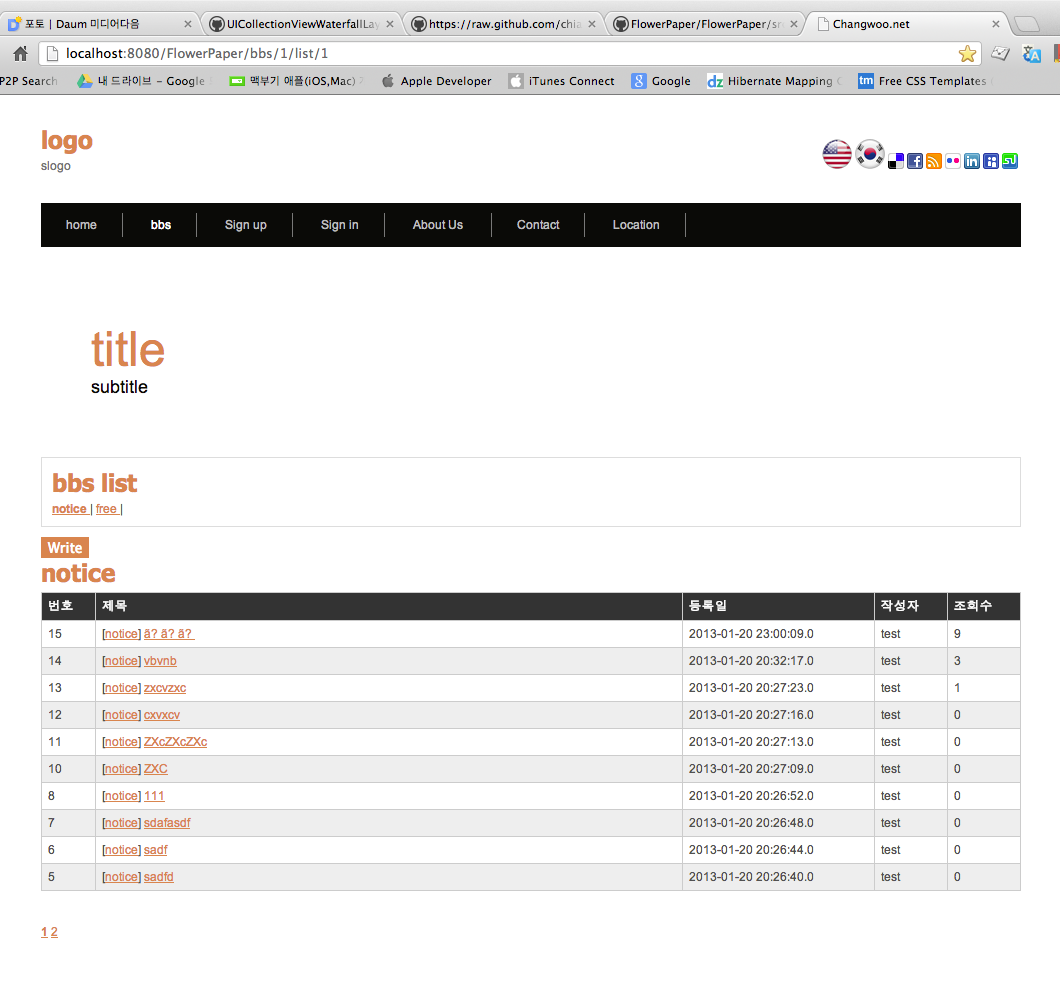 포토 | Daum 미디어다음 UICollectionViewWaterfallLay https://raw.github.com/chia FlowerPaper/FlowerPaper/sr Changwoo.net
localhost:8080/FlowerPaper/bbs/1/list/1
P2P Search 내 드라이브 - Google 맥부기 애플(iOS,Mac) Apple Developer iTunes Connect Google Hibernate Mapping Free CSS Templates
logo
slogo
home bbs Sign up Sign in About Us Contact Location
title
subtitle
bbs list
notice | free |
Write
notice
번호 제목 등록일 작성자 조회수
15 [notice] ã? ã? ã? 2013-01-20 23:00:09.0 test 9
14 [notice] vbvnb 2013-01-20 20:32:17.0 test 3
13 [notice] zxcvzxc 2013-01-20 20:27:23.0 test 1
12 [notice] cxvxcv 2013-01-20 20:27:16.0 test 0
11 [notice] ZXcZXcZXc 2013-01-20 20:27:13.0 test 0
10 [notice] ZXC 2013-01-20 20:27:09.0 test 0
8 [notice] 111 2013-01-20 20:26:52.0 test 0
7 [notice] sdafasdf 2013-01-20 20:26:48.0 test 0
6 [notice] sadf 2013-01-20 20:26:44.0 test 0
5 [notice] sadfd 2013-01-20 20:26:40.0 test 0
1 2